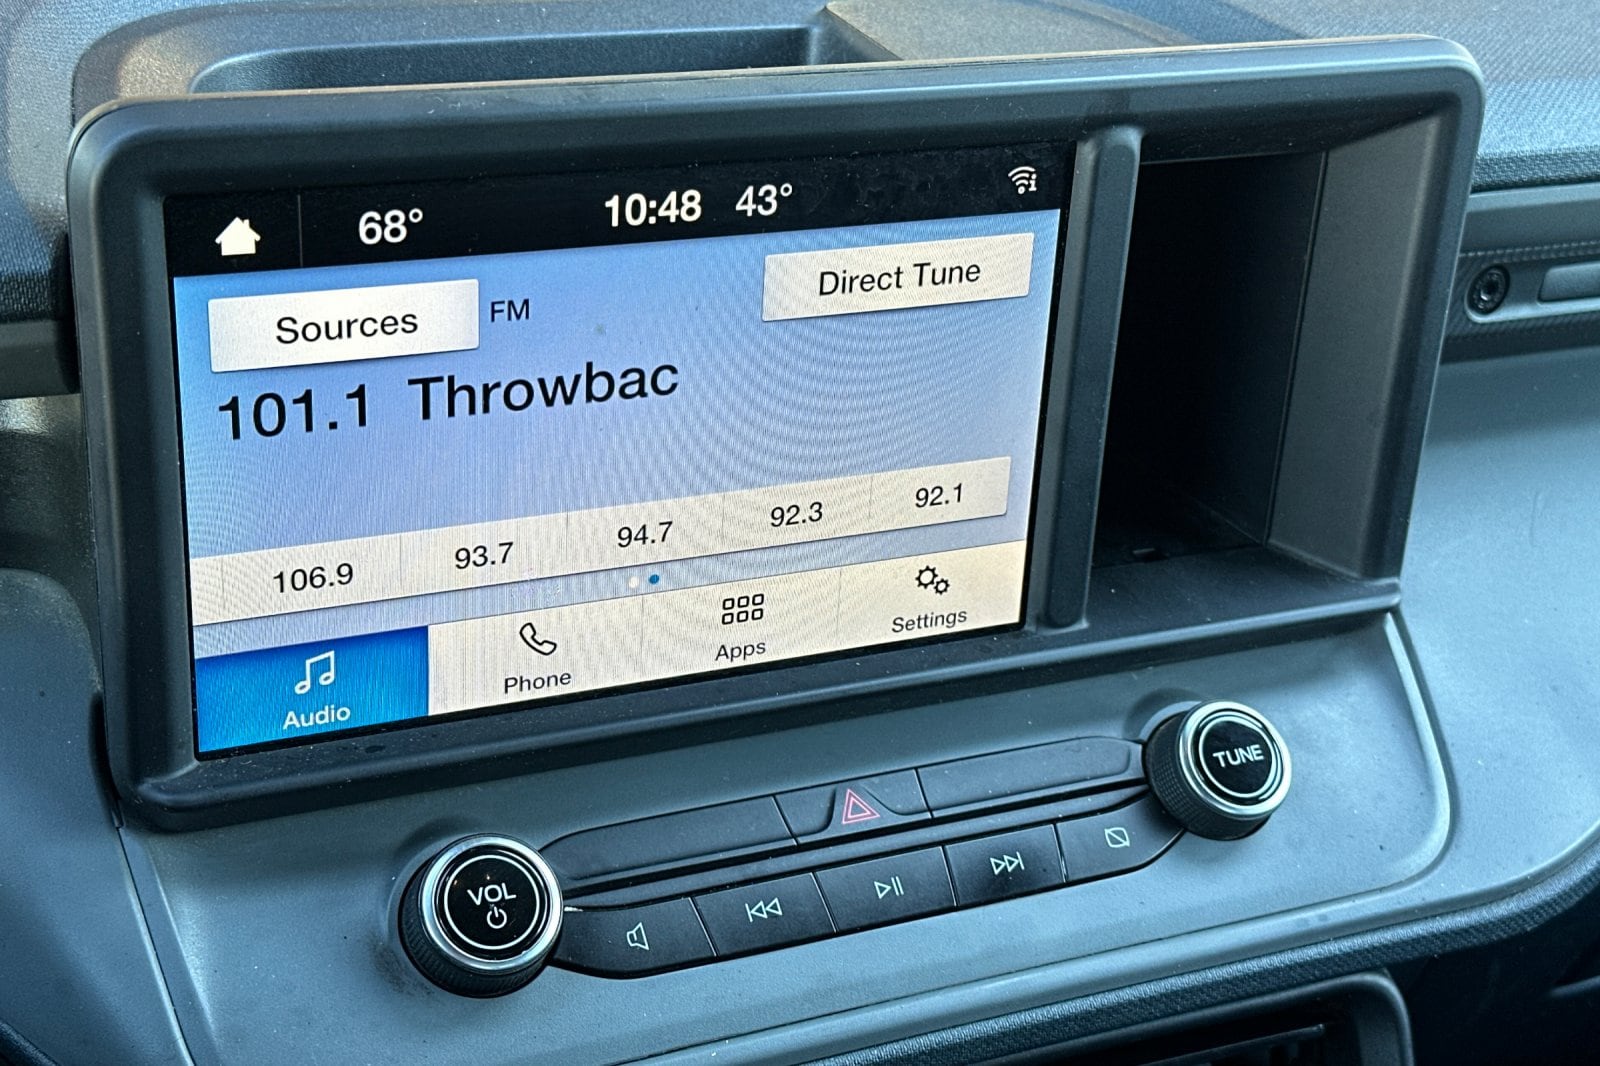 68° 10:48 43°
Sources FM Direct Tune
101.1 Throwbac
106.9 93.7 94.7 92.3 92.1
Audio Phone Apps Settings
TUNE
VOL